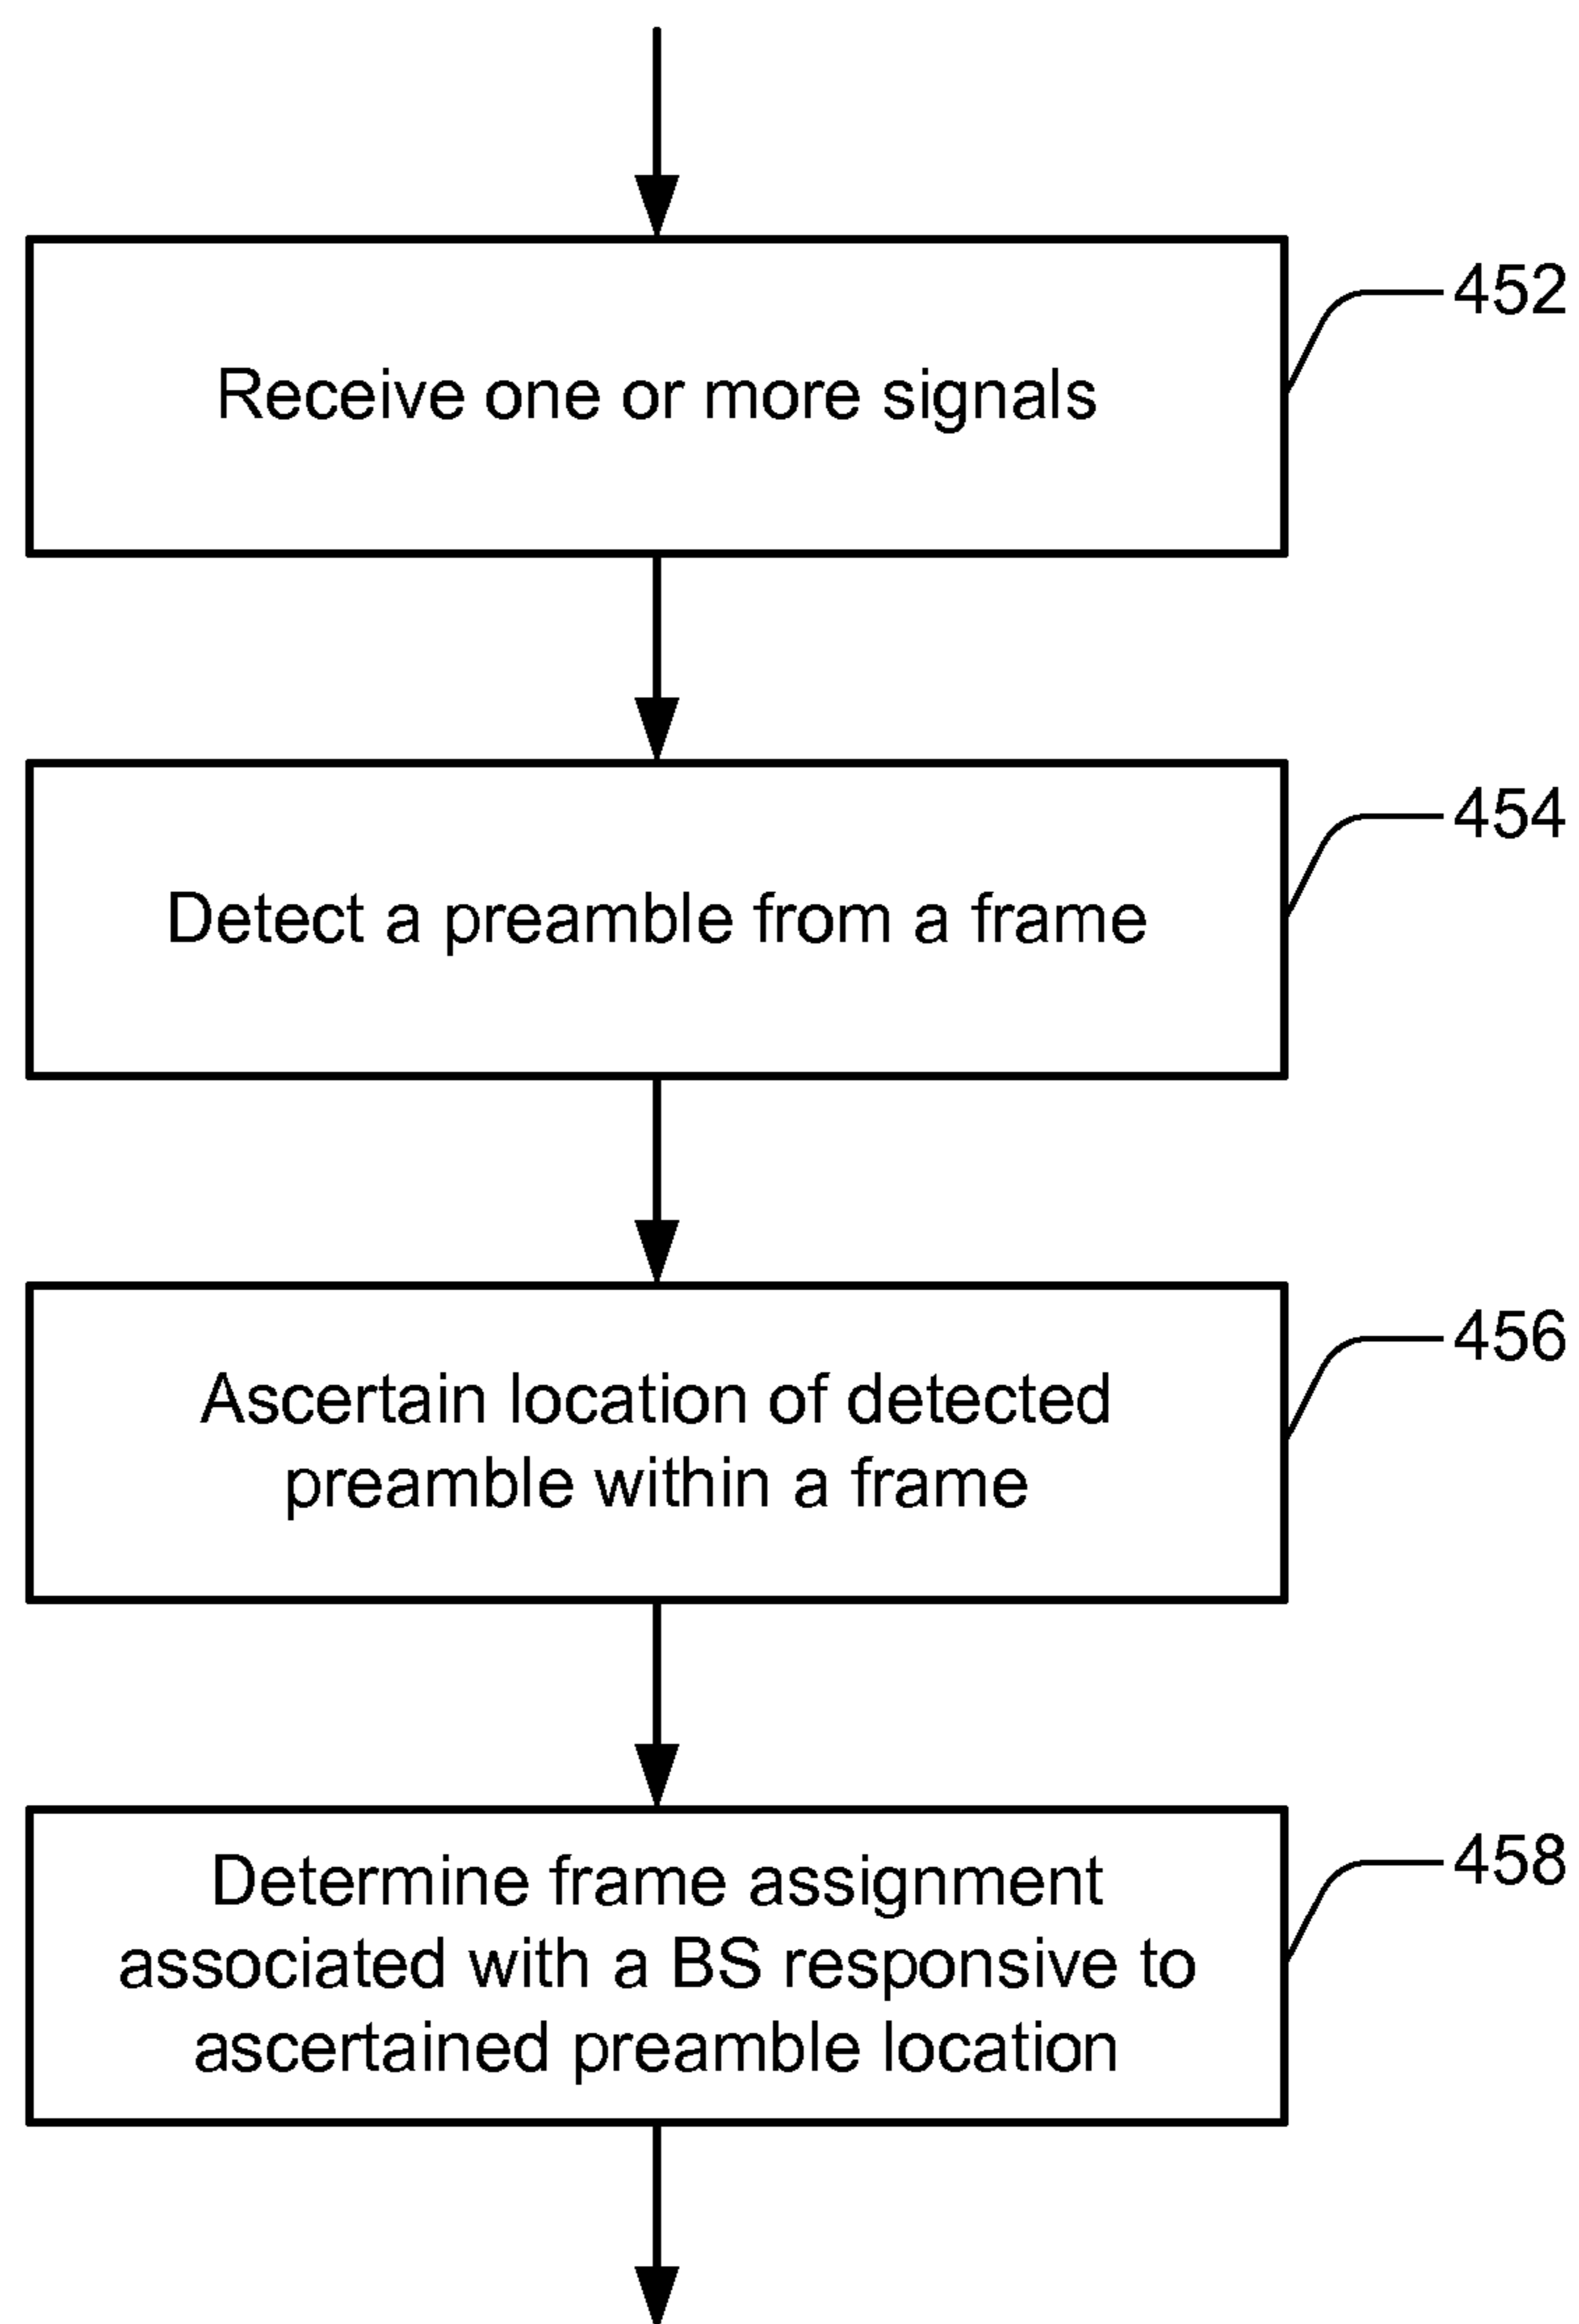 Receive one or more signals
452
Detect a preamble from a frame
454
Ascertain location of detected
preamble within a frame
456
Determine frame assignment
associated with a BS responsive to
ascertained preamble location
458